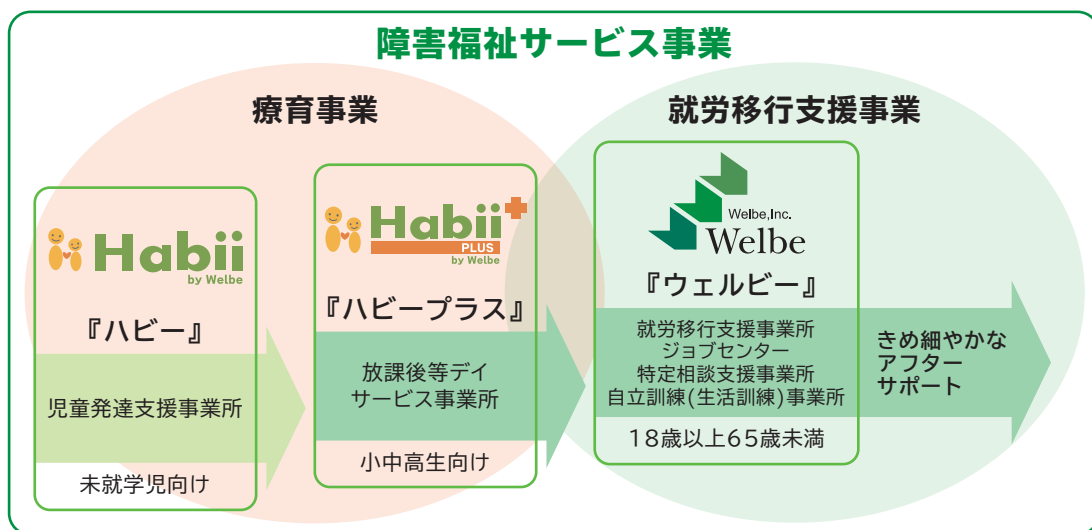 障害福祉サービス事業
療育事業
就労移行支援事業
Habii
by Welbe
『ハビー』
児童発達支援事業所
未就学児向け
Habii
PLUS
by Welbe
『ハビープラス』
放課後等デイ
サービス事業所
小中高生向け
Welbe,Inc.
Welbe
『ウェルビー』
就労移行支援事業所
ジョブセンター
特定相談支援事業所
自立訓練(生活訓練)事業所
18歳以上65歳未満
きめ細やかな
アフター
サポート